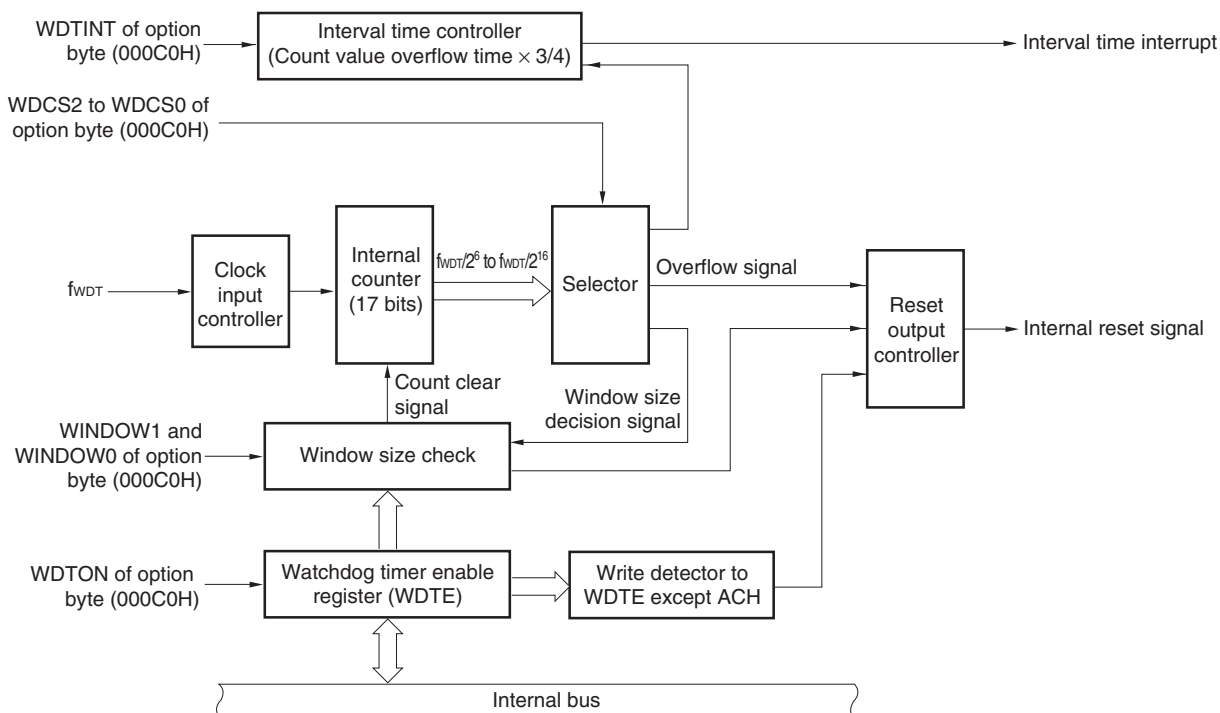 WDTINT of option
byte (000C0H)
Interval time controller
(Count value overflow time × 3/4)
Interval time interrupt
WDCS2 to WDCS0 of
option byte (000C0H)
fWDT
Clock
input
controller
Internal
counter
(17 bits)
fWDT/2⁶ to fWDT/2¹⁶
Selector
Overflow signal
Reset
output
controller
Internal reset signal
Count clear
signal
Window size
decision signal
WINDOW1 and
WINDOW0 of option
byte (000C0H)
Window size check
WDTON of option
byte (000C0H)
Watchdog timer enable
register (WDTE)
Write detector to
WDTE except ACH
Internal bus